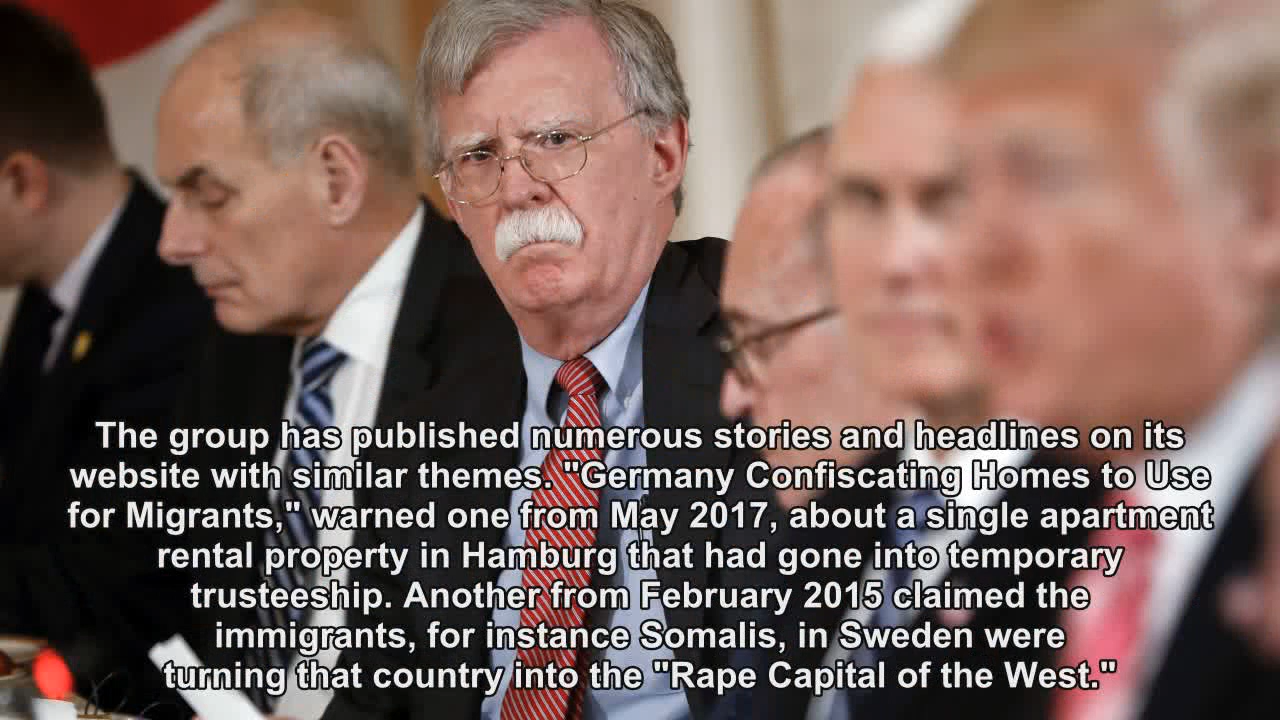 The group has published numerous stories and headlines on its
website with similar themes. "Germany Confiscating Homes to Use
for Migrants," warned one from May 2017, about a single apartment
rental property in Hamburg that had gone into temporary
trusteeship. Another from February 2015 claimed the
immigrants, for instance Somalis, in Sweden were
turning that country into the "Rape Capital of the West."